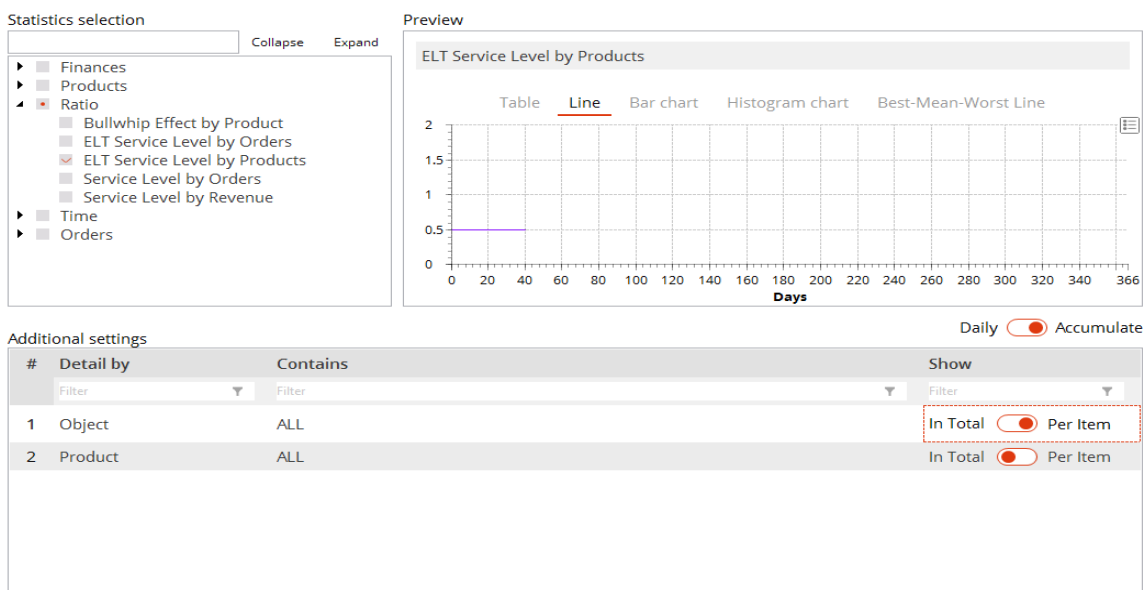 Statistics selection
Collapse Expand
Finances
Products
Ratio
Bullwhip Effect by Product
ELT Service Level by Orders
ELT Service Level by Products
Service Level by Orders
Service Level by Revenue
Time
Orders
Preview
ELT Service Level by Products
Table Line Bar chart Histogram chart Best-Mean-Worst Line
2
1.5
1
0.5
0
0 20 40 60 80 100 120 140 160 180 200 220 240 260 280 300 320 340 366
Days
Daily Accumulate
Additional settings
# Detail by Contains Show
Filter Filter Filter
1 Object ALL In Total Per Item
2 Product ALL In Total Per Item